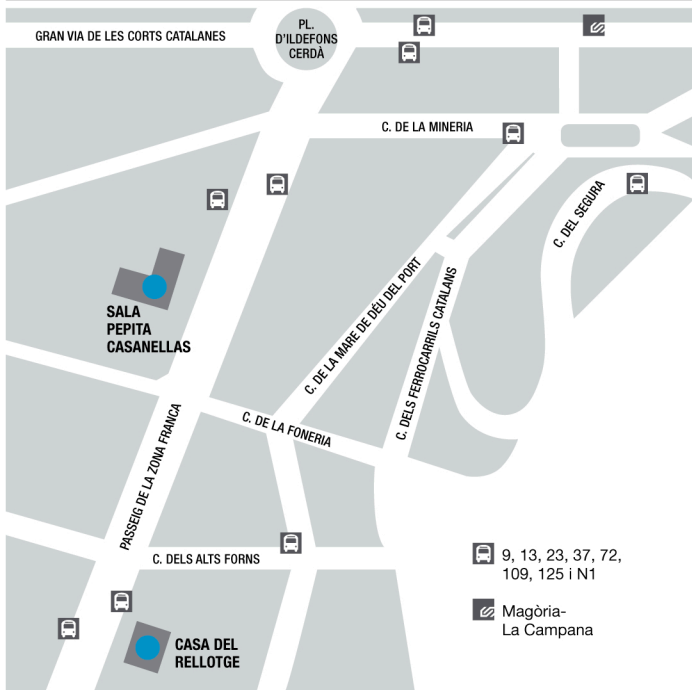 GRAN VIA DE LES CORTS CATALANES
PL.
D'ILDEFONS
CERDÀ
C. DE LA MINERIA
C. DEL SEGURA
C. DE LA MARE DE DÉU DEL PORT
C. DELS FERROCARRILS CATALANS
SALA
PEPITA
CASANELLAS
C. DE LA FONERIA
PASSEIG DE LA ZONA FRANCA
C. DELS ALTS FORNS
9, 13, 23, 37, 72,
109, 125 i N1
Magòria-
La Campana
CASA DEL
RELLOTGE